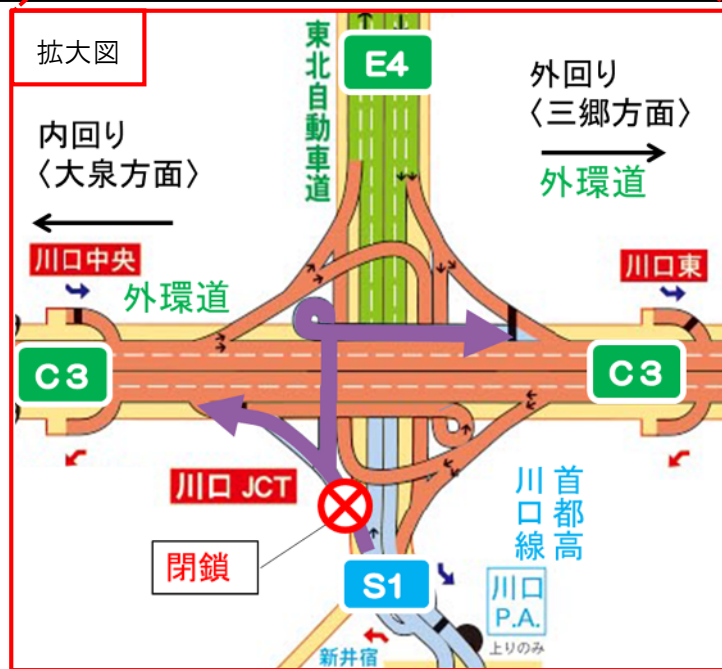 拡大図
東北自動車道
E4
外回り
〈三郷方面〉
外環道
内回り
〈大泉方面〉
川口中央
外環道
川口東
C3
C3
川口 JCT
閉鎖
首都高
川口線
S1
川口
P.A.
上りのみ
新井宿